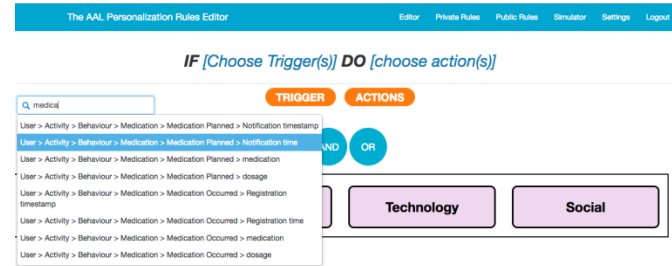 The AAL Personalization Rules Editor
Editor Private Rules Public Rules Simulator Settings Logout
IF [Choose Trigger(s)] DO [choose action(s)]
TRIGGER ACTIONS
medica
User > Activity > Behaviour > Medication > Medication Planned > Notification timestamp
User > Activity > Behaviour > Medication > Medication Planned > Notification time
AND OR
User > Activity > Behaviour > Medication > Medication Planned > medication
User > Activity > Behaviour > Medication > Medication Planned > dosage
User > Activity > Behaviour > Medication > Medication Occurred > Registration
timestamp
Technology Social
User > Activity > Behaviour > Medication > Medication Occurred > Registration time
User > Activity > Behaviour > Medication > Medication Occurred > medication
User > Activity > Behaviour > Medication > Medication Occurred > dosage